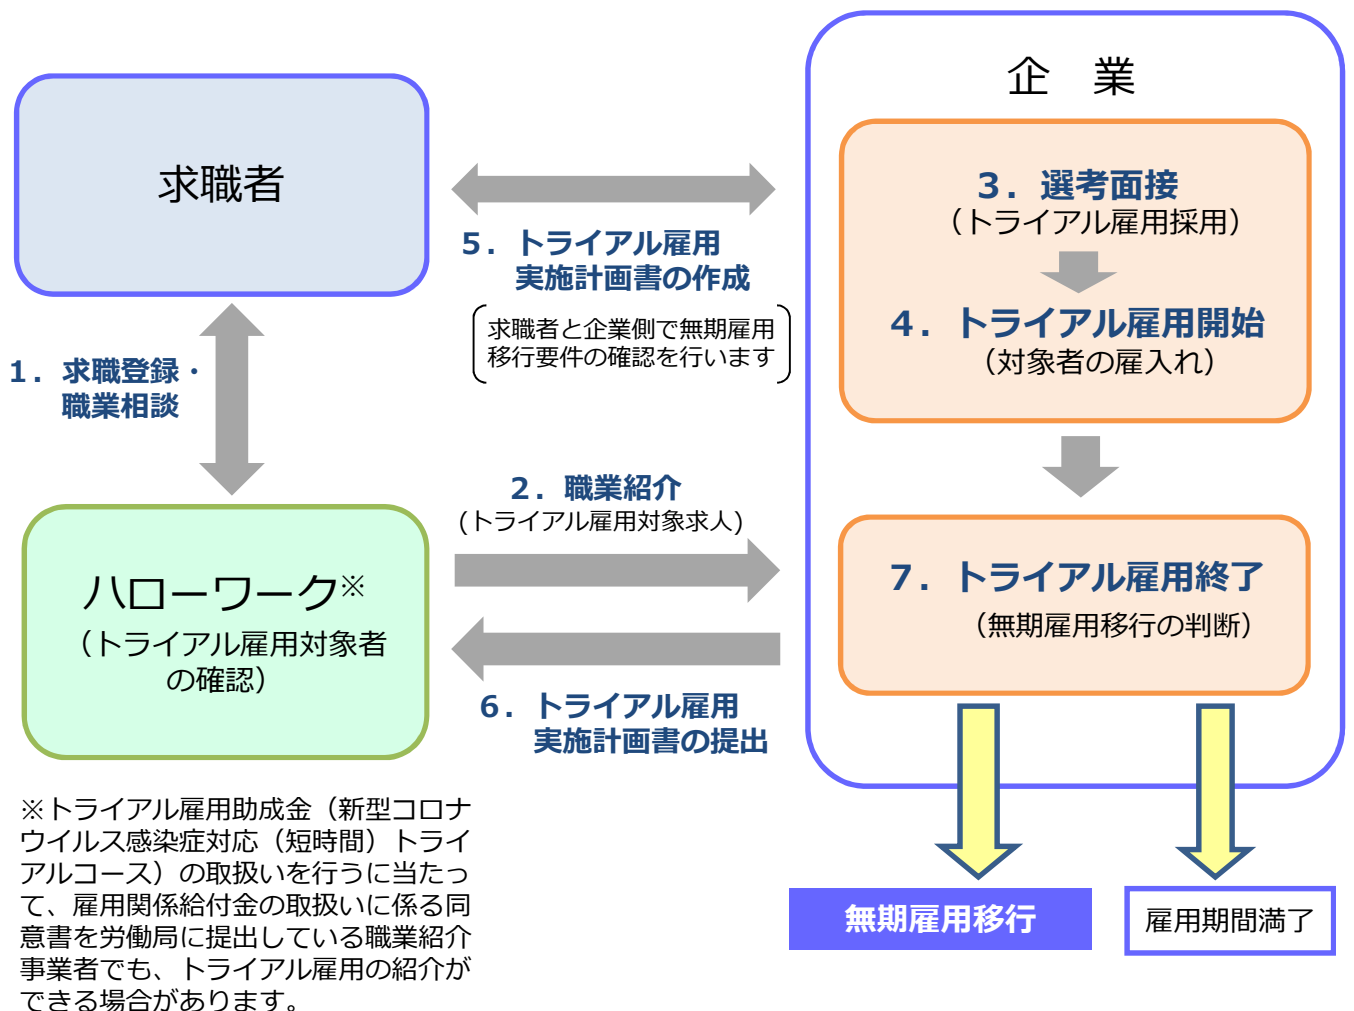 企　業
求職者
３．選考面接
（トライアル雇用採用）
５．トライアル雇用
実施計画書の作成
求職者と企業側で無期雇用
移行要件の確認を行います
４．トライアル雇用開始
（対象者の雇入れ）
１．求職登録・
職業相談
２．職業紹介
(トライアル雇用対象求人)
ハローワーク※
（トライアル雇用対象者
の確認）
７．トライアル雇用終了
（無期雇用移行の判断）
６．トライアル雇用
実施計画書の提出
※トライアル雇用助成金（新型コロナ
ウイルス感染症対応（短時間）トライ
アルコース）の取扱いを行うに当たっ
て、雇用関係給付金の取扱いに係る同
意書を労働局に提出している職業紹介
事業者でも、トライアル雇用の紹介が
できる場合があります。
無期雇用移行
雇用期間満了